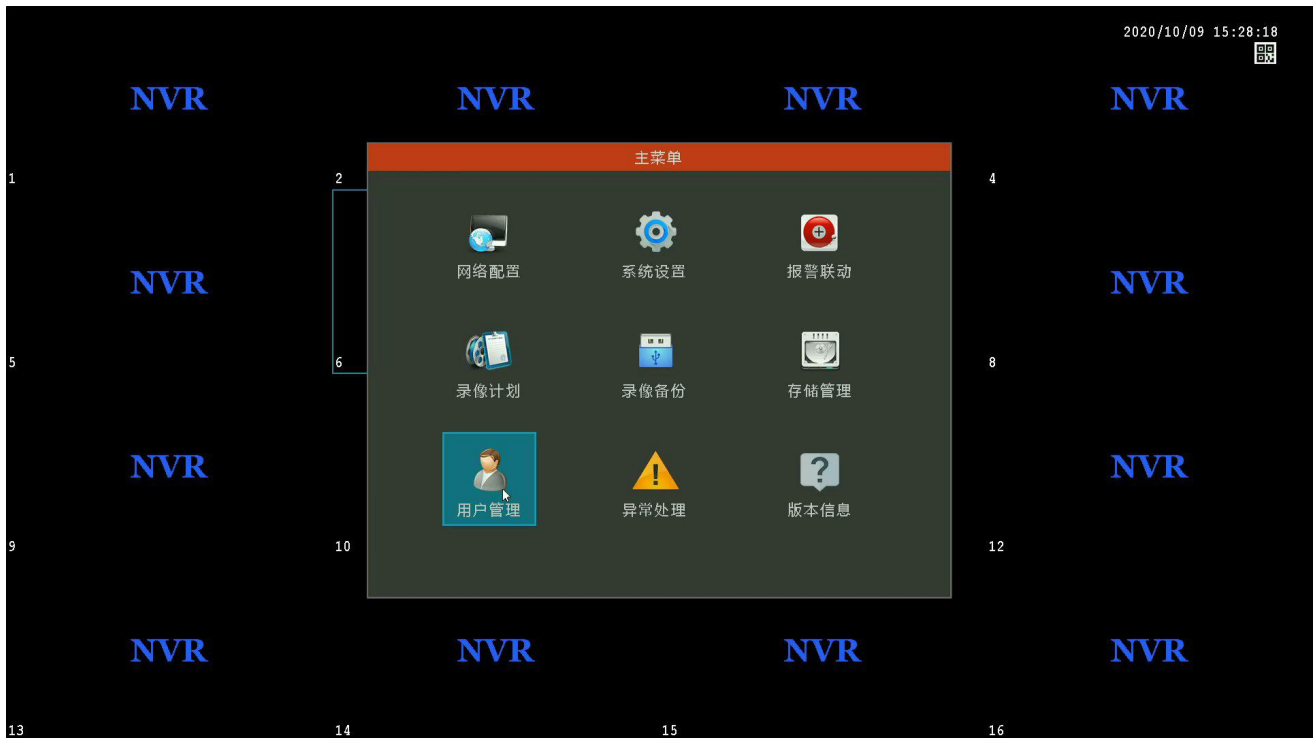 2020/10/09 15:28:18
NVR NVR NVR NVR
主菜单
1 2 4
网络配置 系统设置 报警联动
NVR NVR
5 6 8
录像计划 录像备份 存储管理
NVR NVR
用户管理 异常处理 版本信息
9 10 12
NVR NVR NVR NVR
13 14 15 16